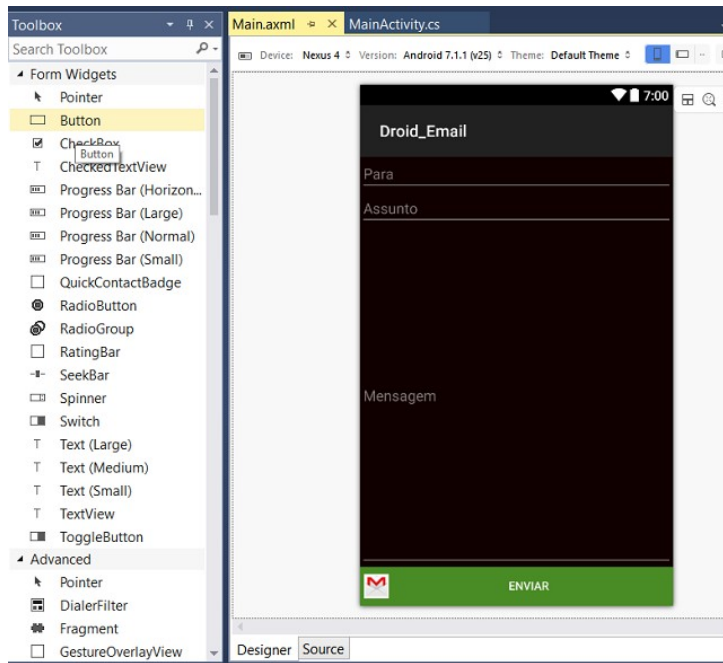 Toolbox
Search Toolbox
Form Widgets
Pointer
Button
CheckBox
Button
CheckedTextView
Progress Bar (Horizon...
Progress Bar (Large)
Progress Bar (Normal)
Progress Bar (Small)
QuickContactBadge
RadioButton
RadioGroup
RatingBar
SeekBar
Spinner
Switch
Text (Large)
Text (Medium)
Text (Small)
TextView
ToggleButton
Advanced
Pointer
DialerFilter
Fragment
GestureOverlayView
Main.axml MainActivity.cs
Device: Nexus 4 Version: Android 7.1.1 (v25) Theme: Default Theme
7:00
Droid_Email
Para
Assunto
Mensagem
ENVIAR
Designer Source